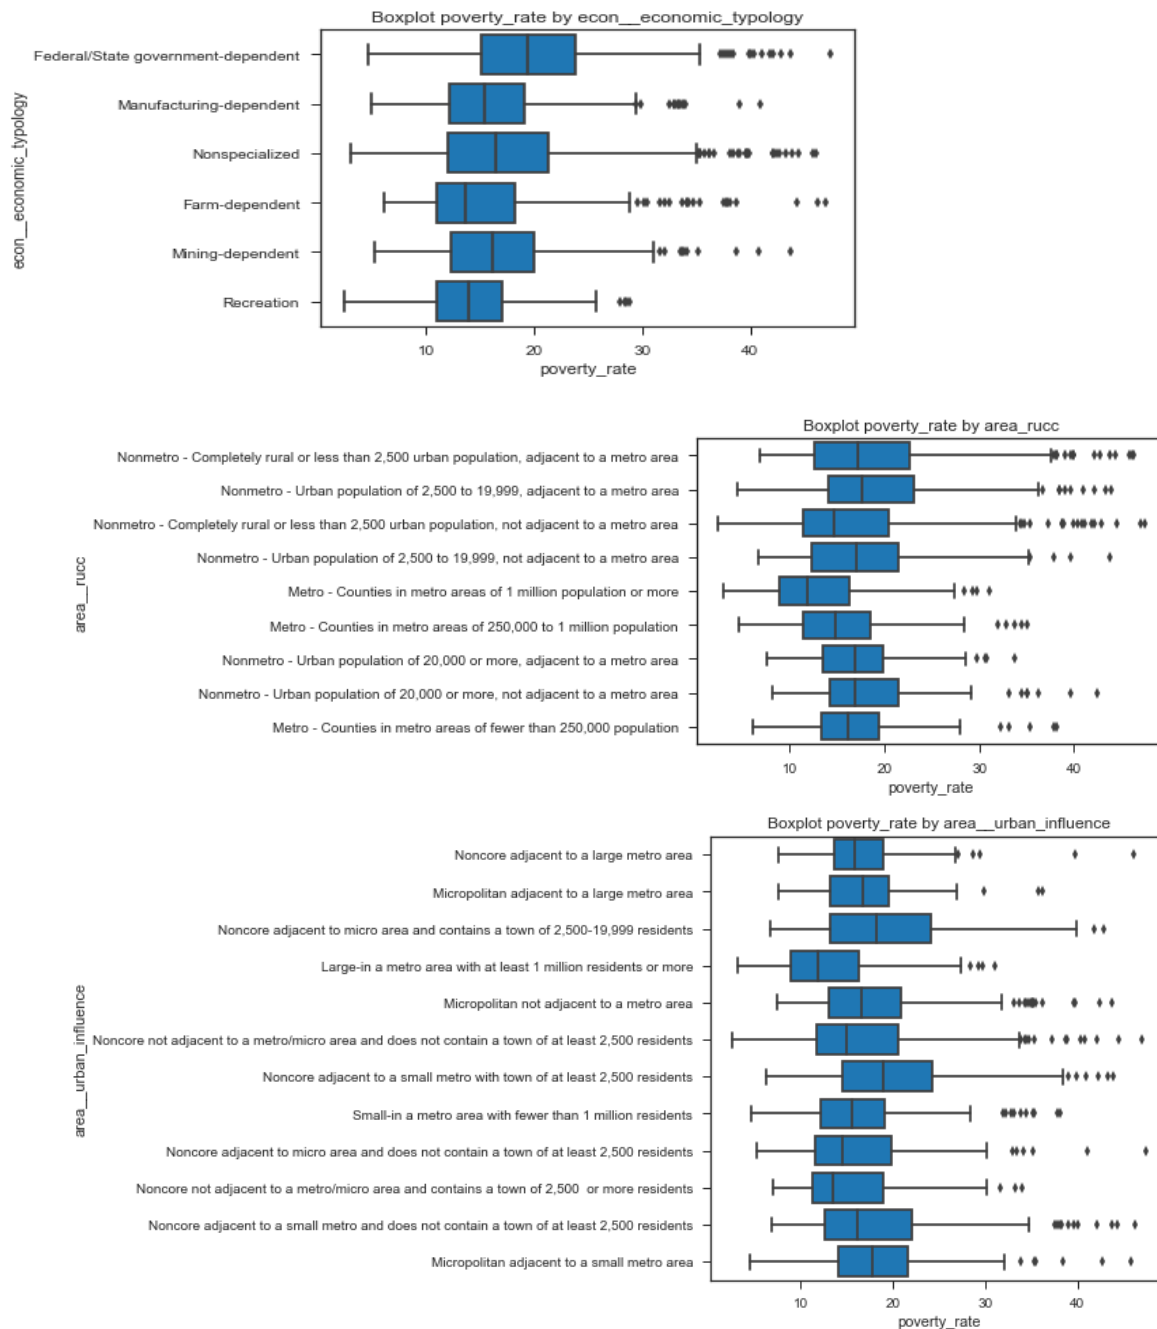 Boxplot poverty_rate by econ__economic_typology
econ__economic_typology
Federal/State government-dependent
Manufacturing-dependent
Nonspecialized
Farm-dependent
Mining-dependent
Recreation
10 20 30 40
poverty_rate
Boxplot poverty_rate by area_rucc
area__rucc
Nonmetro - Completely rural or less than 2,500 urban population, adjacent to a metro area
Nonmetro - Urban population of 2,500 to 19,999, adjacent to a metro area
Nonmetro - Completely rural or less than 2,500 urban population, not adjacent to a metro area
Nonmetro - Urban population of 2,500 to 19,999, not adjacent to a metro area
Metro - Counties in metro areas of 1 million population or more
Metro - Counties in metro areas of 250,000 to 1 million population
Nonmetro - Urban population of 20,000 or more, adjacent to a metro area
Nonmetro - Urban population of 20,000 or more, not adjacent to a metro area
Metro - Counties in metro areas of fewer than 250,000 population
10 20 30 40
poverty_rate
Boxplot poverty_rate by area__urban_influence
area__urban_influence
Noncore adjacent to a large metro area
Micropolitan adjacent to a large metro area
Noncore adjacent to micro area and contains a town of 2,500-19,999 residents
Large-in a metro area with at least 1 million residents or more
Micropolitan not adjacent to a metro area
Noncore not adjacent to a metro/micro area and does not contain a town of at least 2,500 residents
Noncore adjacent to a small metro with town of at least 2,500 residents
Small-in a metro area with fewer than 1 million residents
Noncore adjacent to micro area and does not contain a town of at least 2,500 residents
Noncore not adjacent to a metro/micro area and contains a town of 2,500  or more residents
Noncore adjacent to a small metro and does not contain a town of at least 2,500 residents
Micropolitan adjacent to a small metro area
10 20 30 40
poverty_rate